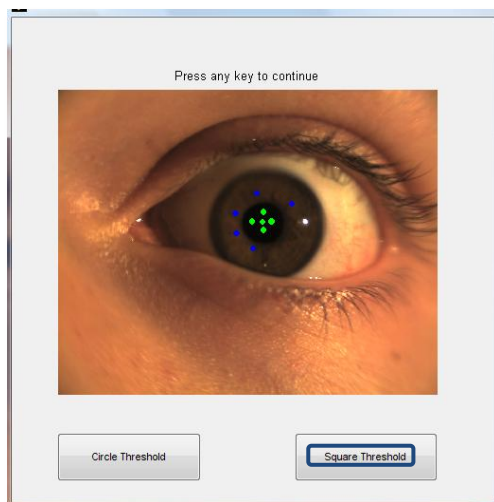 Press any key to continue
Circle Threshold
Square Threshold